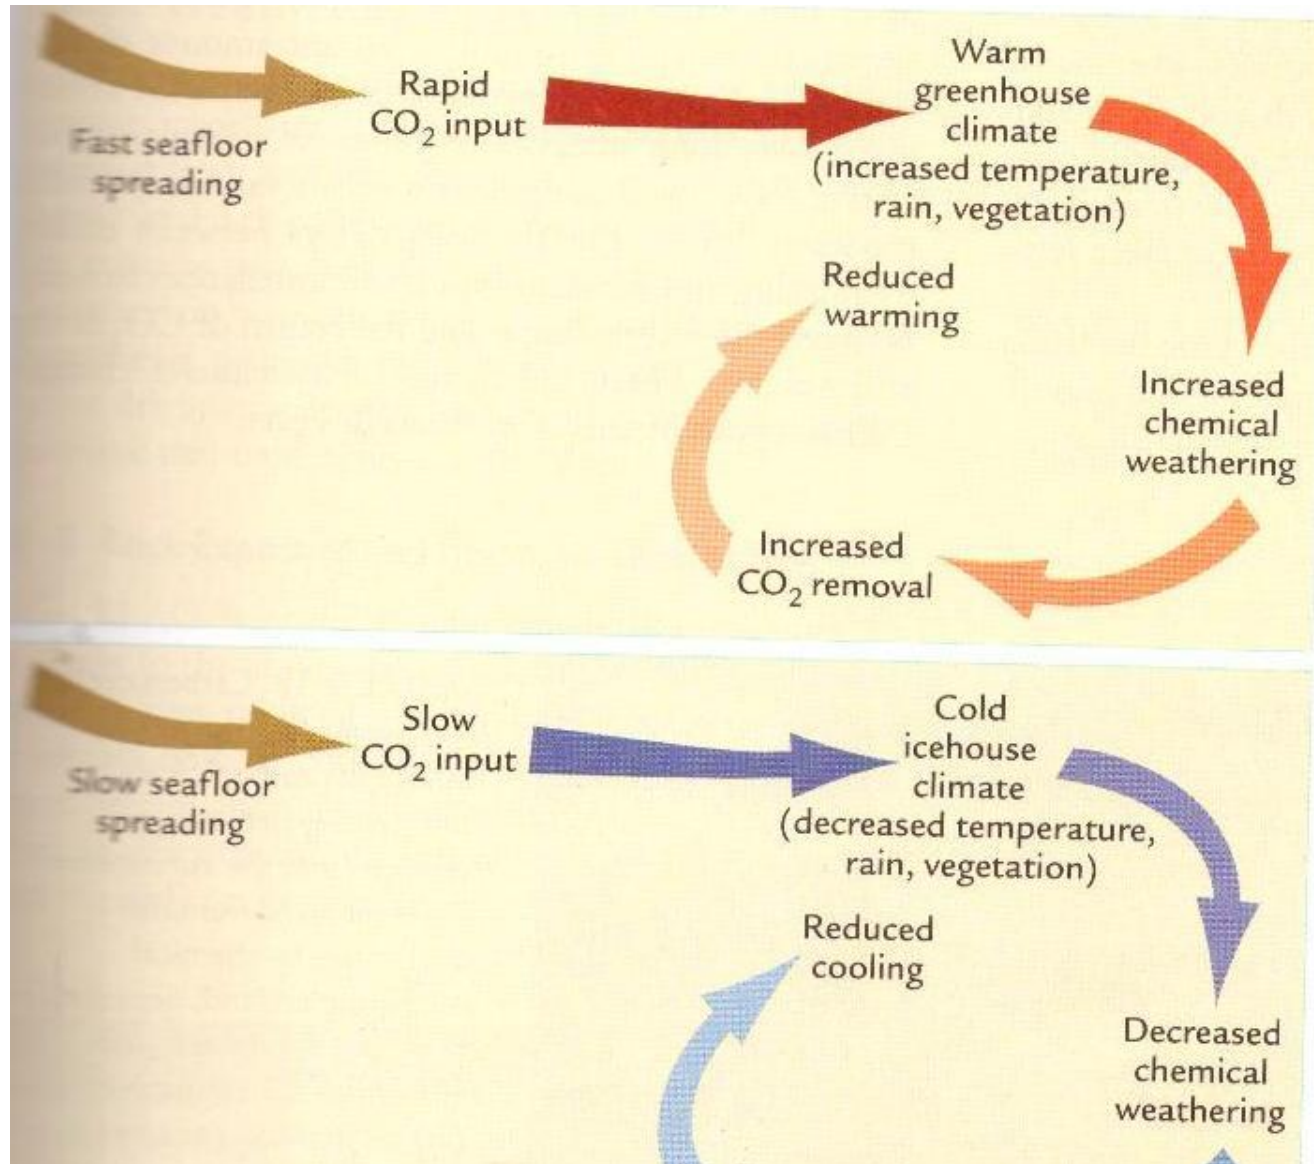 Fast seafloor
spreading
Rapid
CO₂ input
Warm
greenhouse
climate
(increased temperature,
rain, vegetation)
Increased
chemical
weathering
Increased
CO₂ removal
Reduced
warming
Slow seafloor
spreading
Slow
CO₂ input
Cold
icehouse
climate
(decreased temperature,
rain, vegetation)
Decreased
chemical
weathering
Reduced
cooling